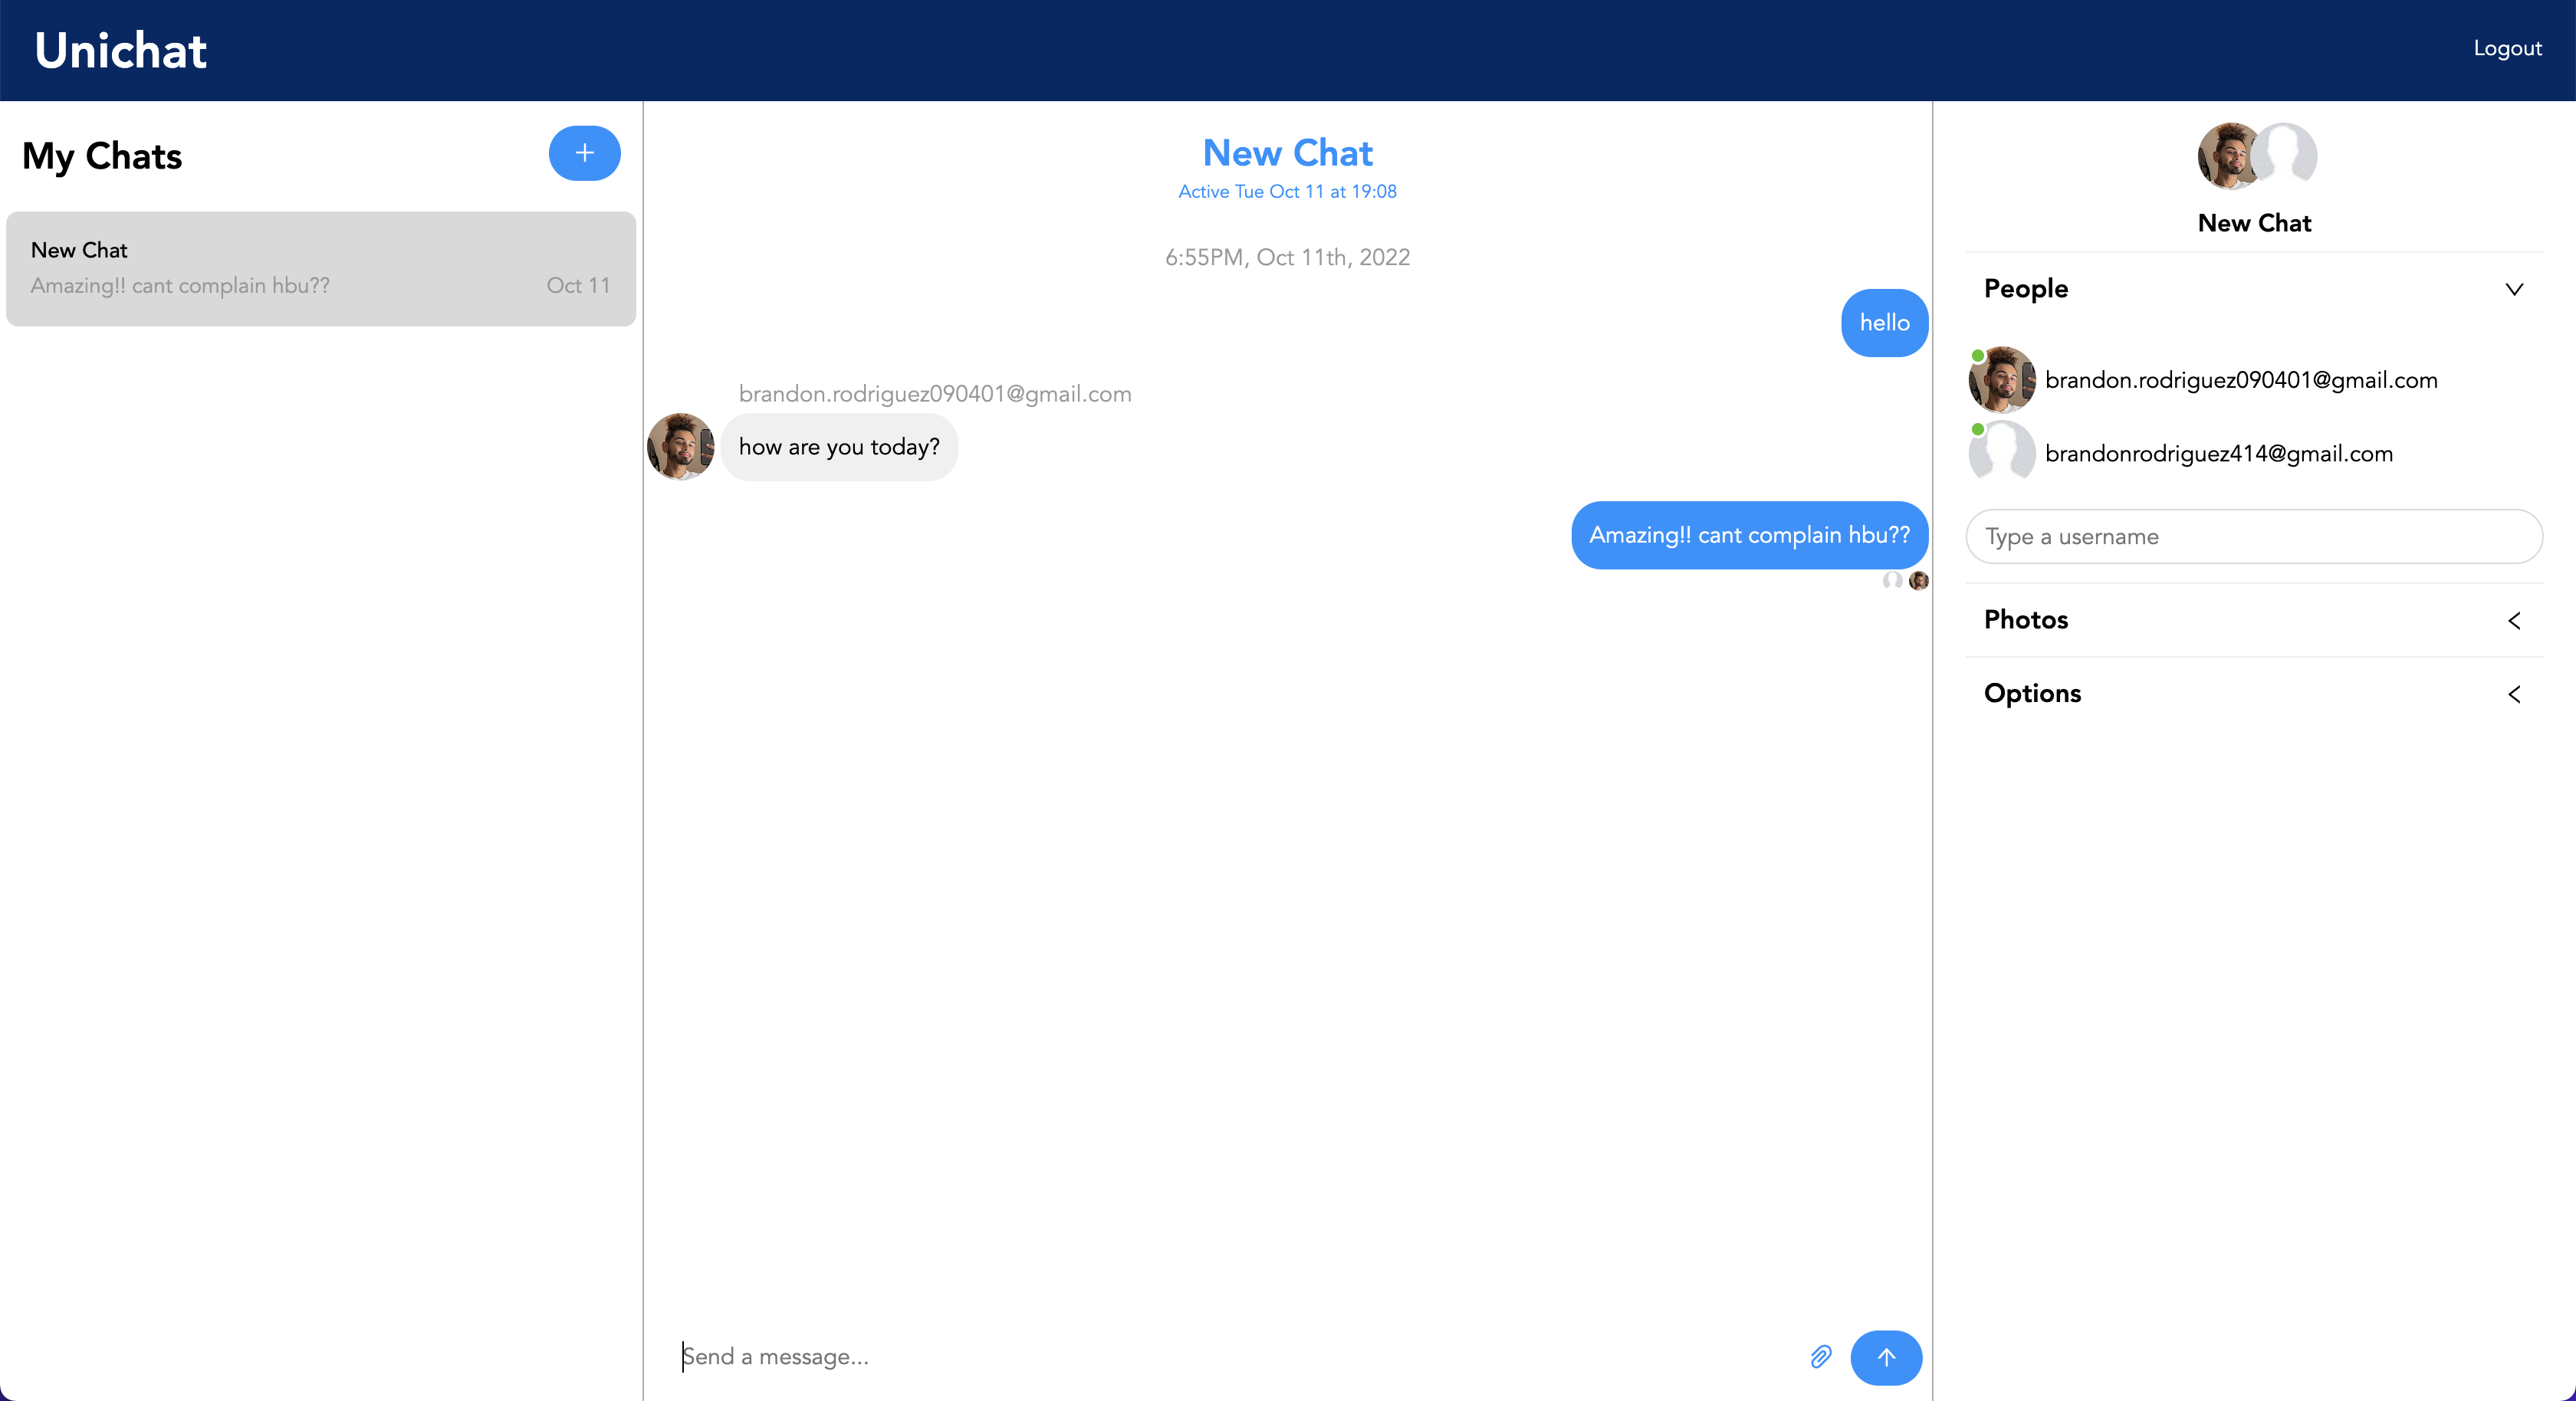 Unichat
Logout
My Chats
New Chat
Amazing!! cant complain hbu??
Oct 11
New Chat
Active Tue Oct 11 at 19:08
6:55PM, Oct 11th, 2022
hello
brandon.rodriguez090401@gmail.com
how are you today?
Amazing!! cant complain hbu??
Send a message...
New Chat
People
brandon.rodriguez090401@gmail.com
brandonrodriguez414@gmail.com
Type a username
Photos
Options